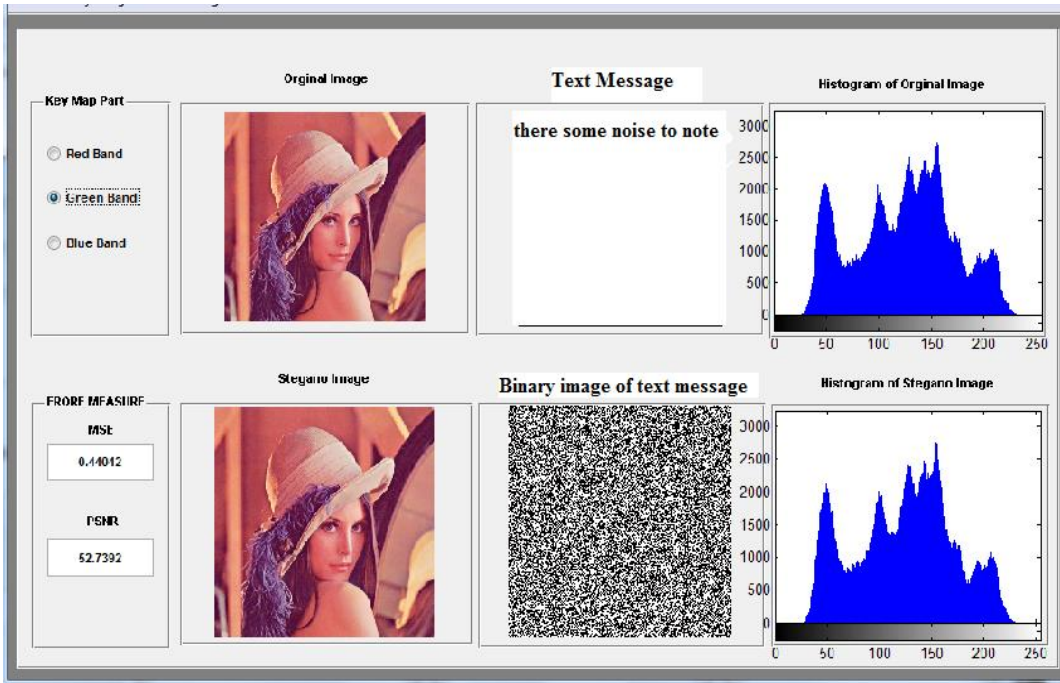 Orginal Image
Text Message
Histogram of Orginal Image
Key Map Part
Red Band
Green Band
Blue Band
there some noise to note
3000
2500
2000
1500
1000
500
0
0 50 100 150 200 250
Stegano Image
Binary image of text message
Histogram of Stegano Image
MEASURE
MSE
0.44012
PSNR
52.7392
3000
2500
2000
1500
1000
500
0
0 50 100 150 200 250